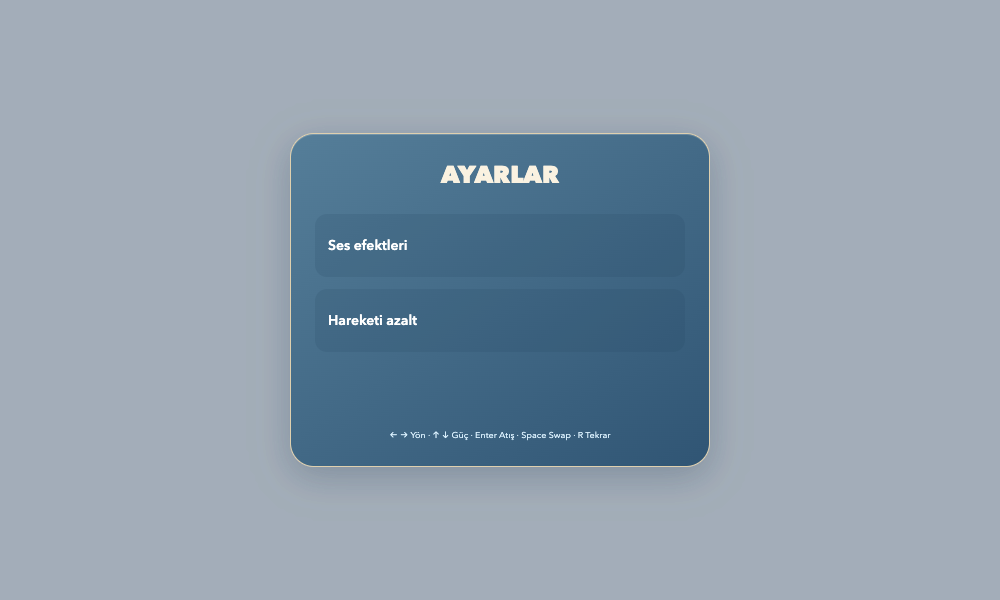 AYARLAR
Ses efektleri
Hareketi azalt
← → Yön · ↑ ↓ Güç · Enter Atış · Space Swap · R Tekrar